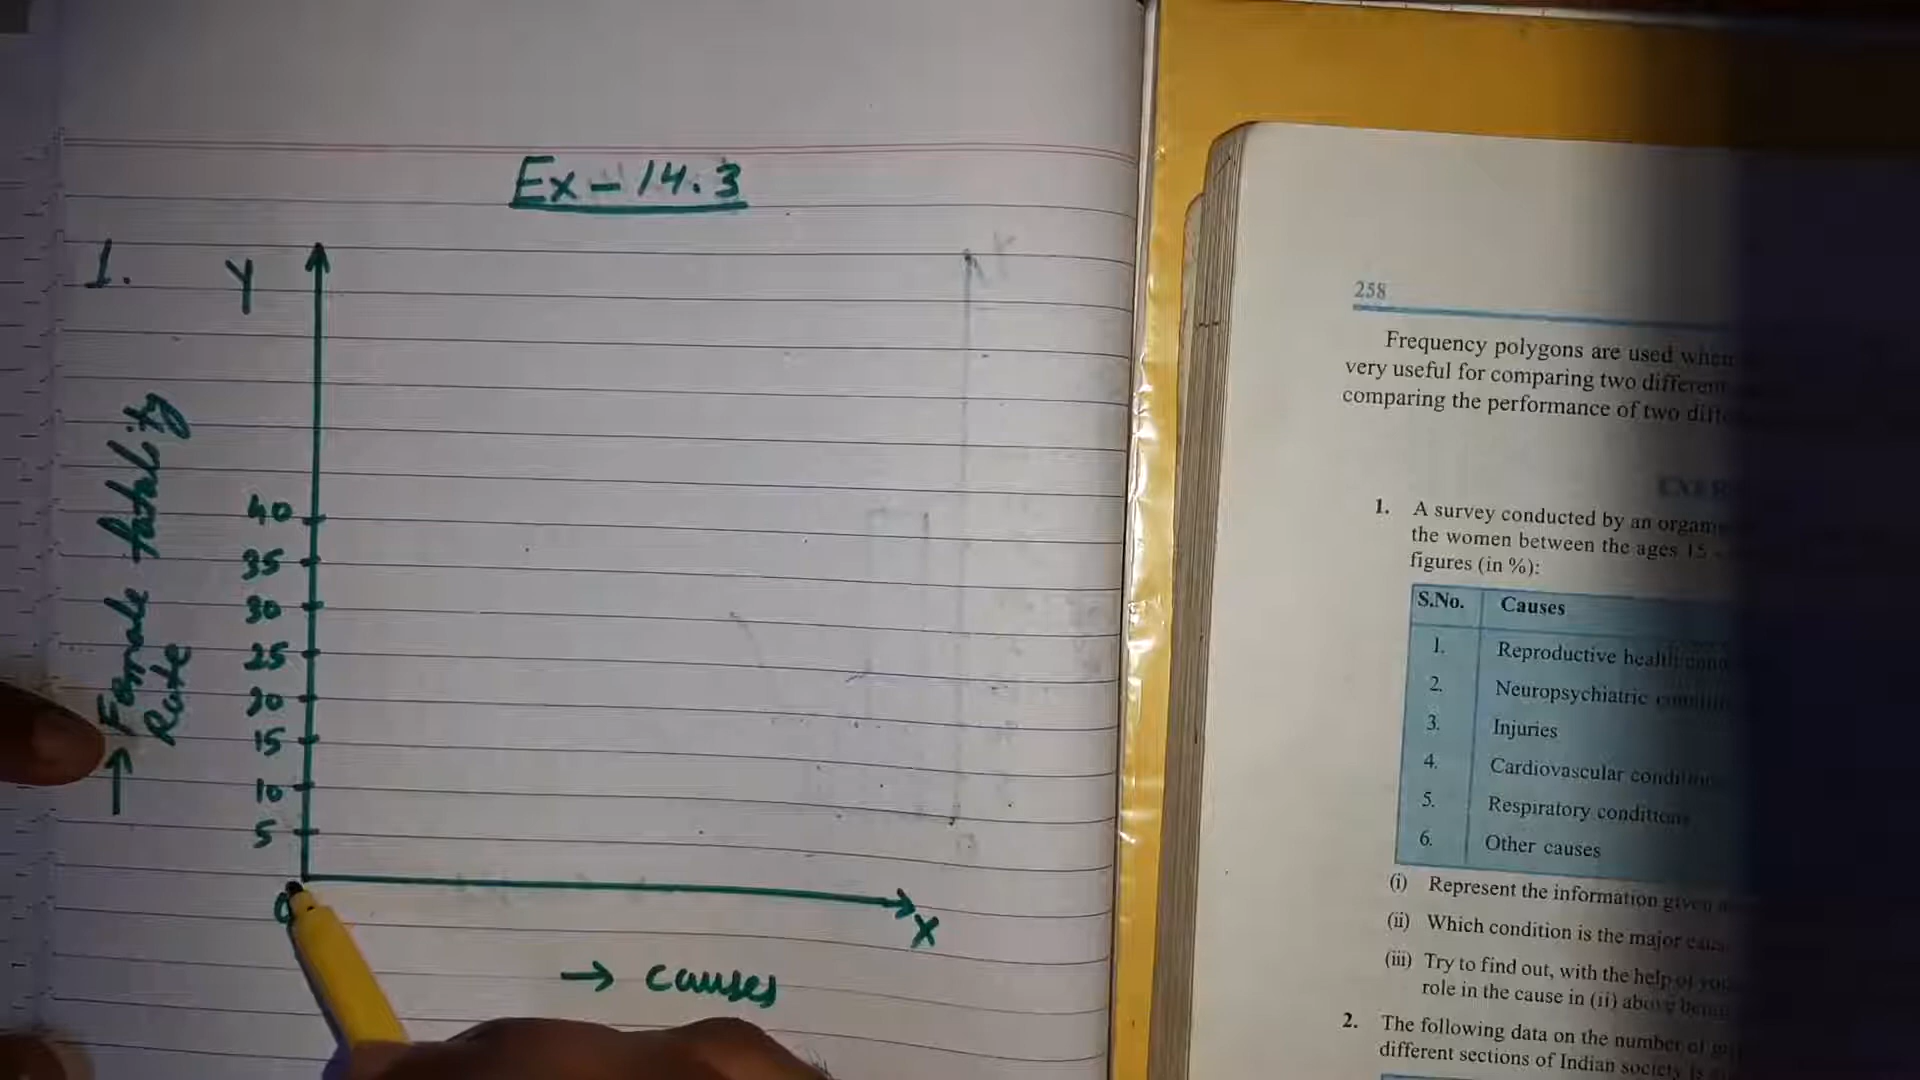 Ex - 14.3
1.
Y
→ Female fatality
Rate
40
35
30
25
20
15
10
5
X
→ causes
258
Frequency polygons are used when
very useful for comparing two different
comparing the performance of two
1. A survey conducted by an
the women between the ages 15
figures (in %):
S.No. Causes
1. Reproductive health
2. Neuropsychiatric
3. Injuries
4. Cardiovascular
5. Respiratory conditions
6. Other causes
(i) Represent the information given
(ii) Which condition is the major
(iii) Try to find out, with the help of
role in the cause in (ii) above
2. The following data on the number of
different sections of Indian society is